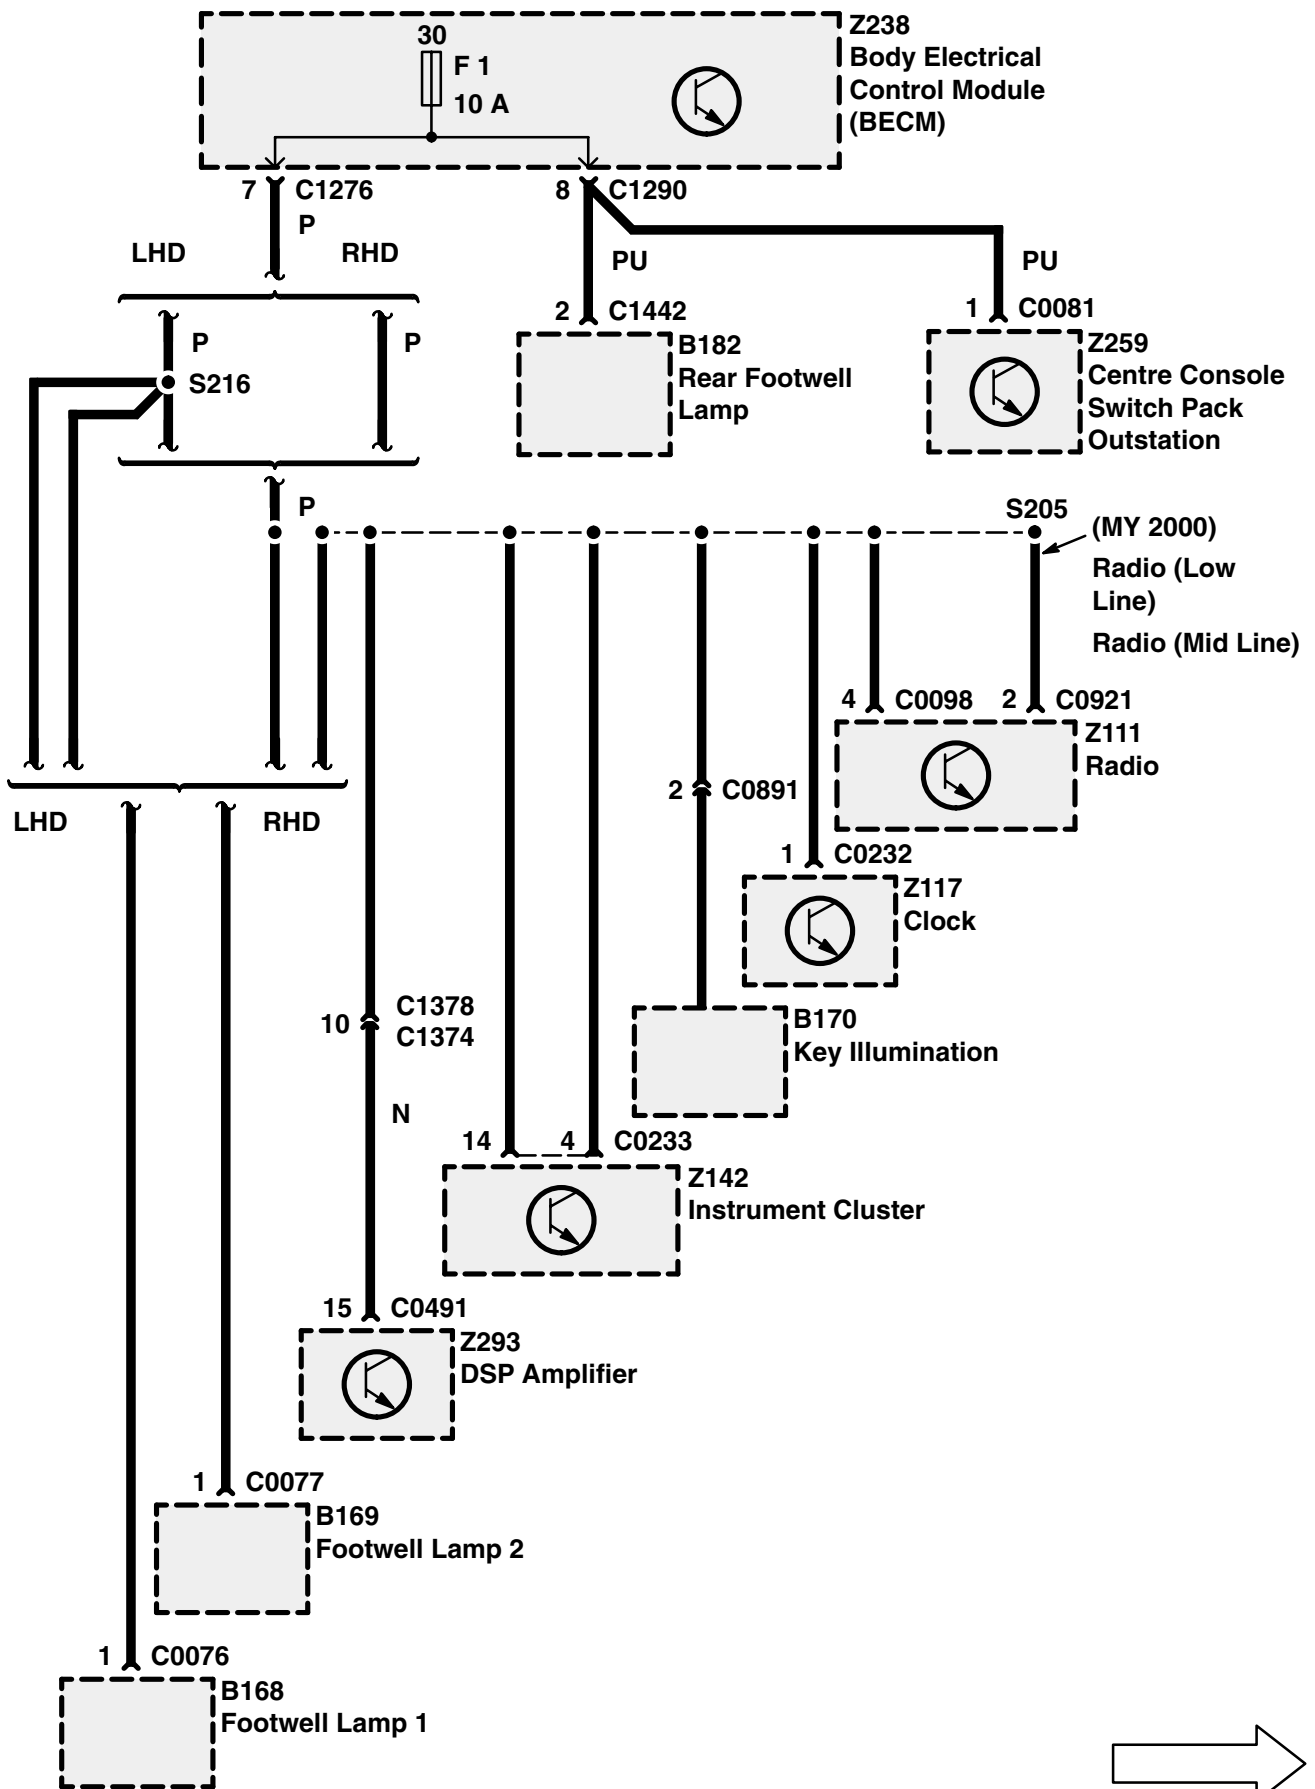 Z238
Body Electrical
Control Module
(BECM)
30
F 1
10 A
7 C1276
8 C1290
P
LHD
RHD
PU
PU
2 C1442
1 C0081
P
P
S216
B182
Rear Footwell
Lamp
Z259
Centre Console
Switch Pack
Outstation
P
S205
(MY 2000)
Radio (Low
Line)
Radio (Mid Line)
4 C0098
2 C0921
Z111
Radio
2 C0891
LHD
RHD
1 C0232
Z117
Clock
10
C1378
C1374
B170
Key Illumination
N
14
4 C0233
Z142
Instrument Cluster
15 C0491
Z293
DSP Amplifier
1 C0077
B169
Footwell Lamp 2
1 C0076
B168
Footwell Lamp 1